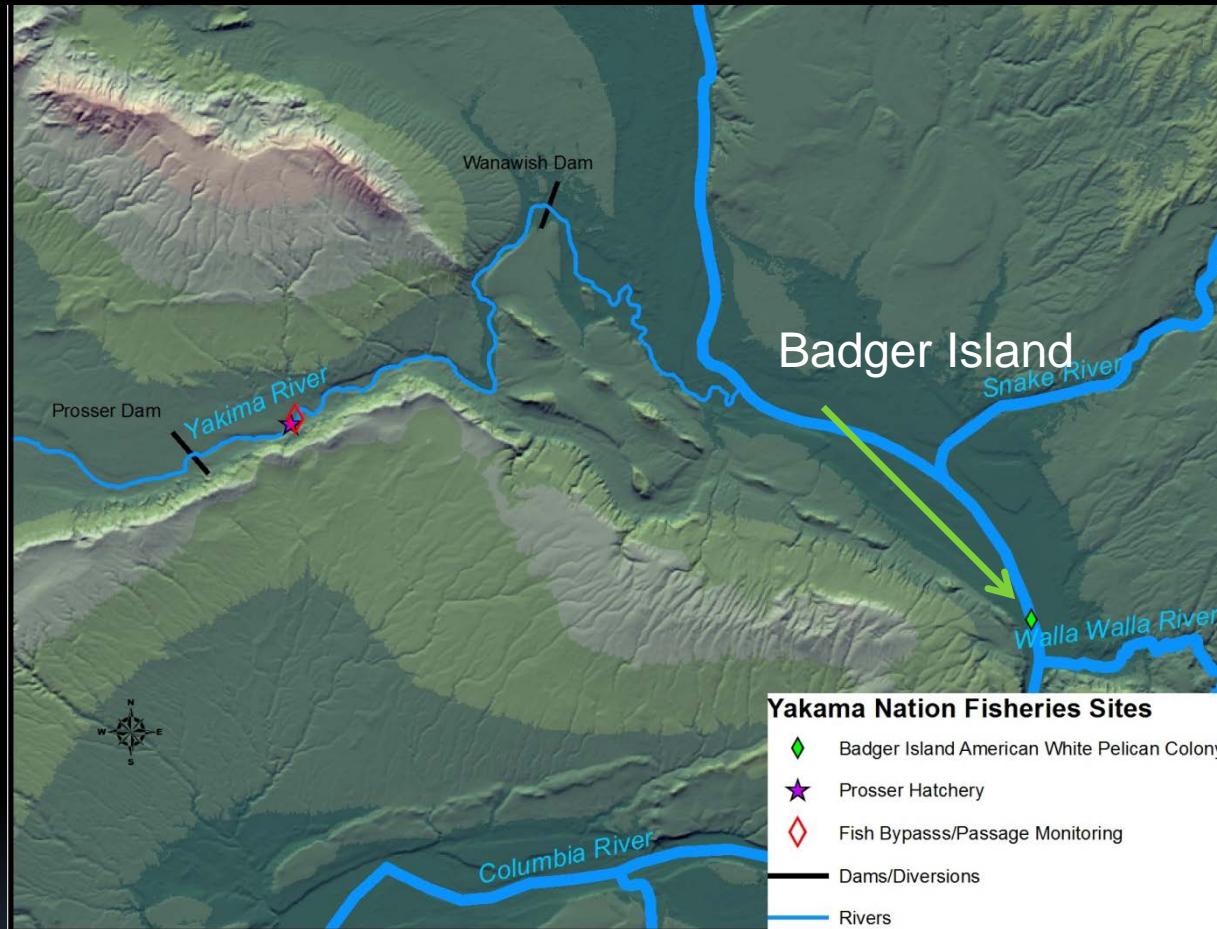 Wanawish Dam
Badger Island
Snake River
Yakima River
Prosser Dam
Walla Walla River
N
W E
S
Columbia River
Yakama Nation Fisheries Sites
Badger Island American White Pelican Colony
Prosser Hatchery
Fish Bypasss/Passage Monitoring
Dams/Diversions
Rivers